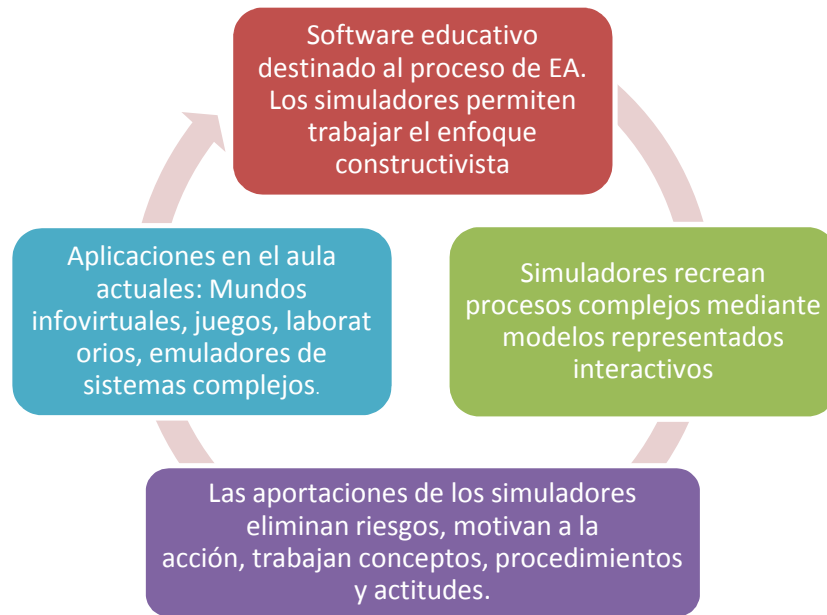 Software educativo
destinado al proceso de EA.
Los simuladores permiten
trabajar el enfoque
constructivista
Simuladores recrean
procesos complejos mediante
modelos representados
interactivos
Las aportaciones de los simuladores
eliminan riesgos, motivan a la
acción, trabajan conceptos, procedimientos
y actitudes.
Aplicaciones en el aula
actuales: Mundos
infovirtuales, juegos, laborat
orios, emuladores de
sistemas complejos.